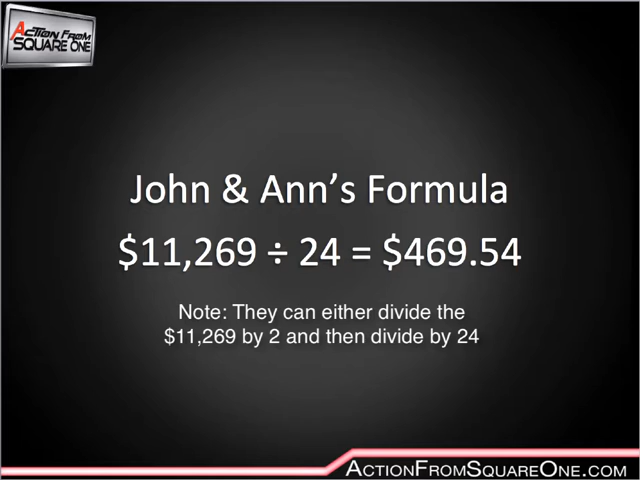 ACTION FROM
SQUARE ONE
John & Ann's Formula
$11,269 ÷ 24 = $469.54
Note: They can either divide the
$11,269 by 2 and then divide by 24
ACTIONFROMSQUAREONE.COM